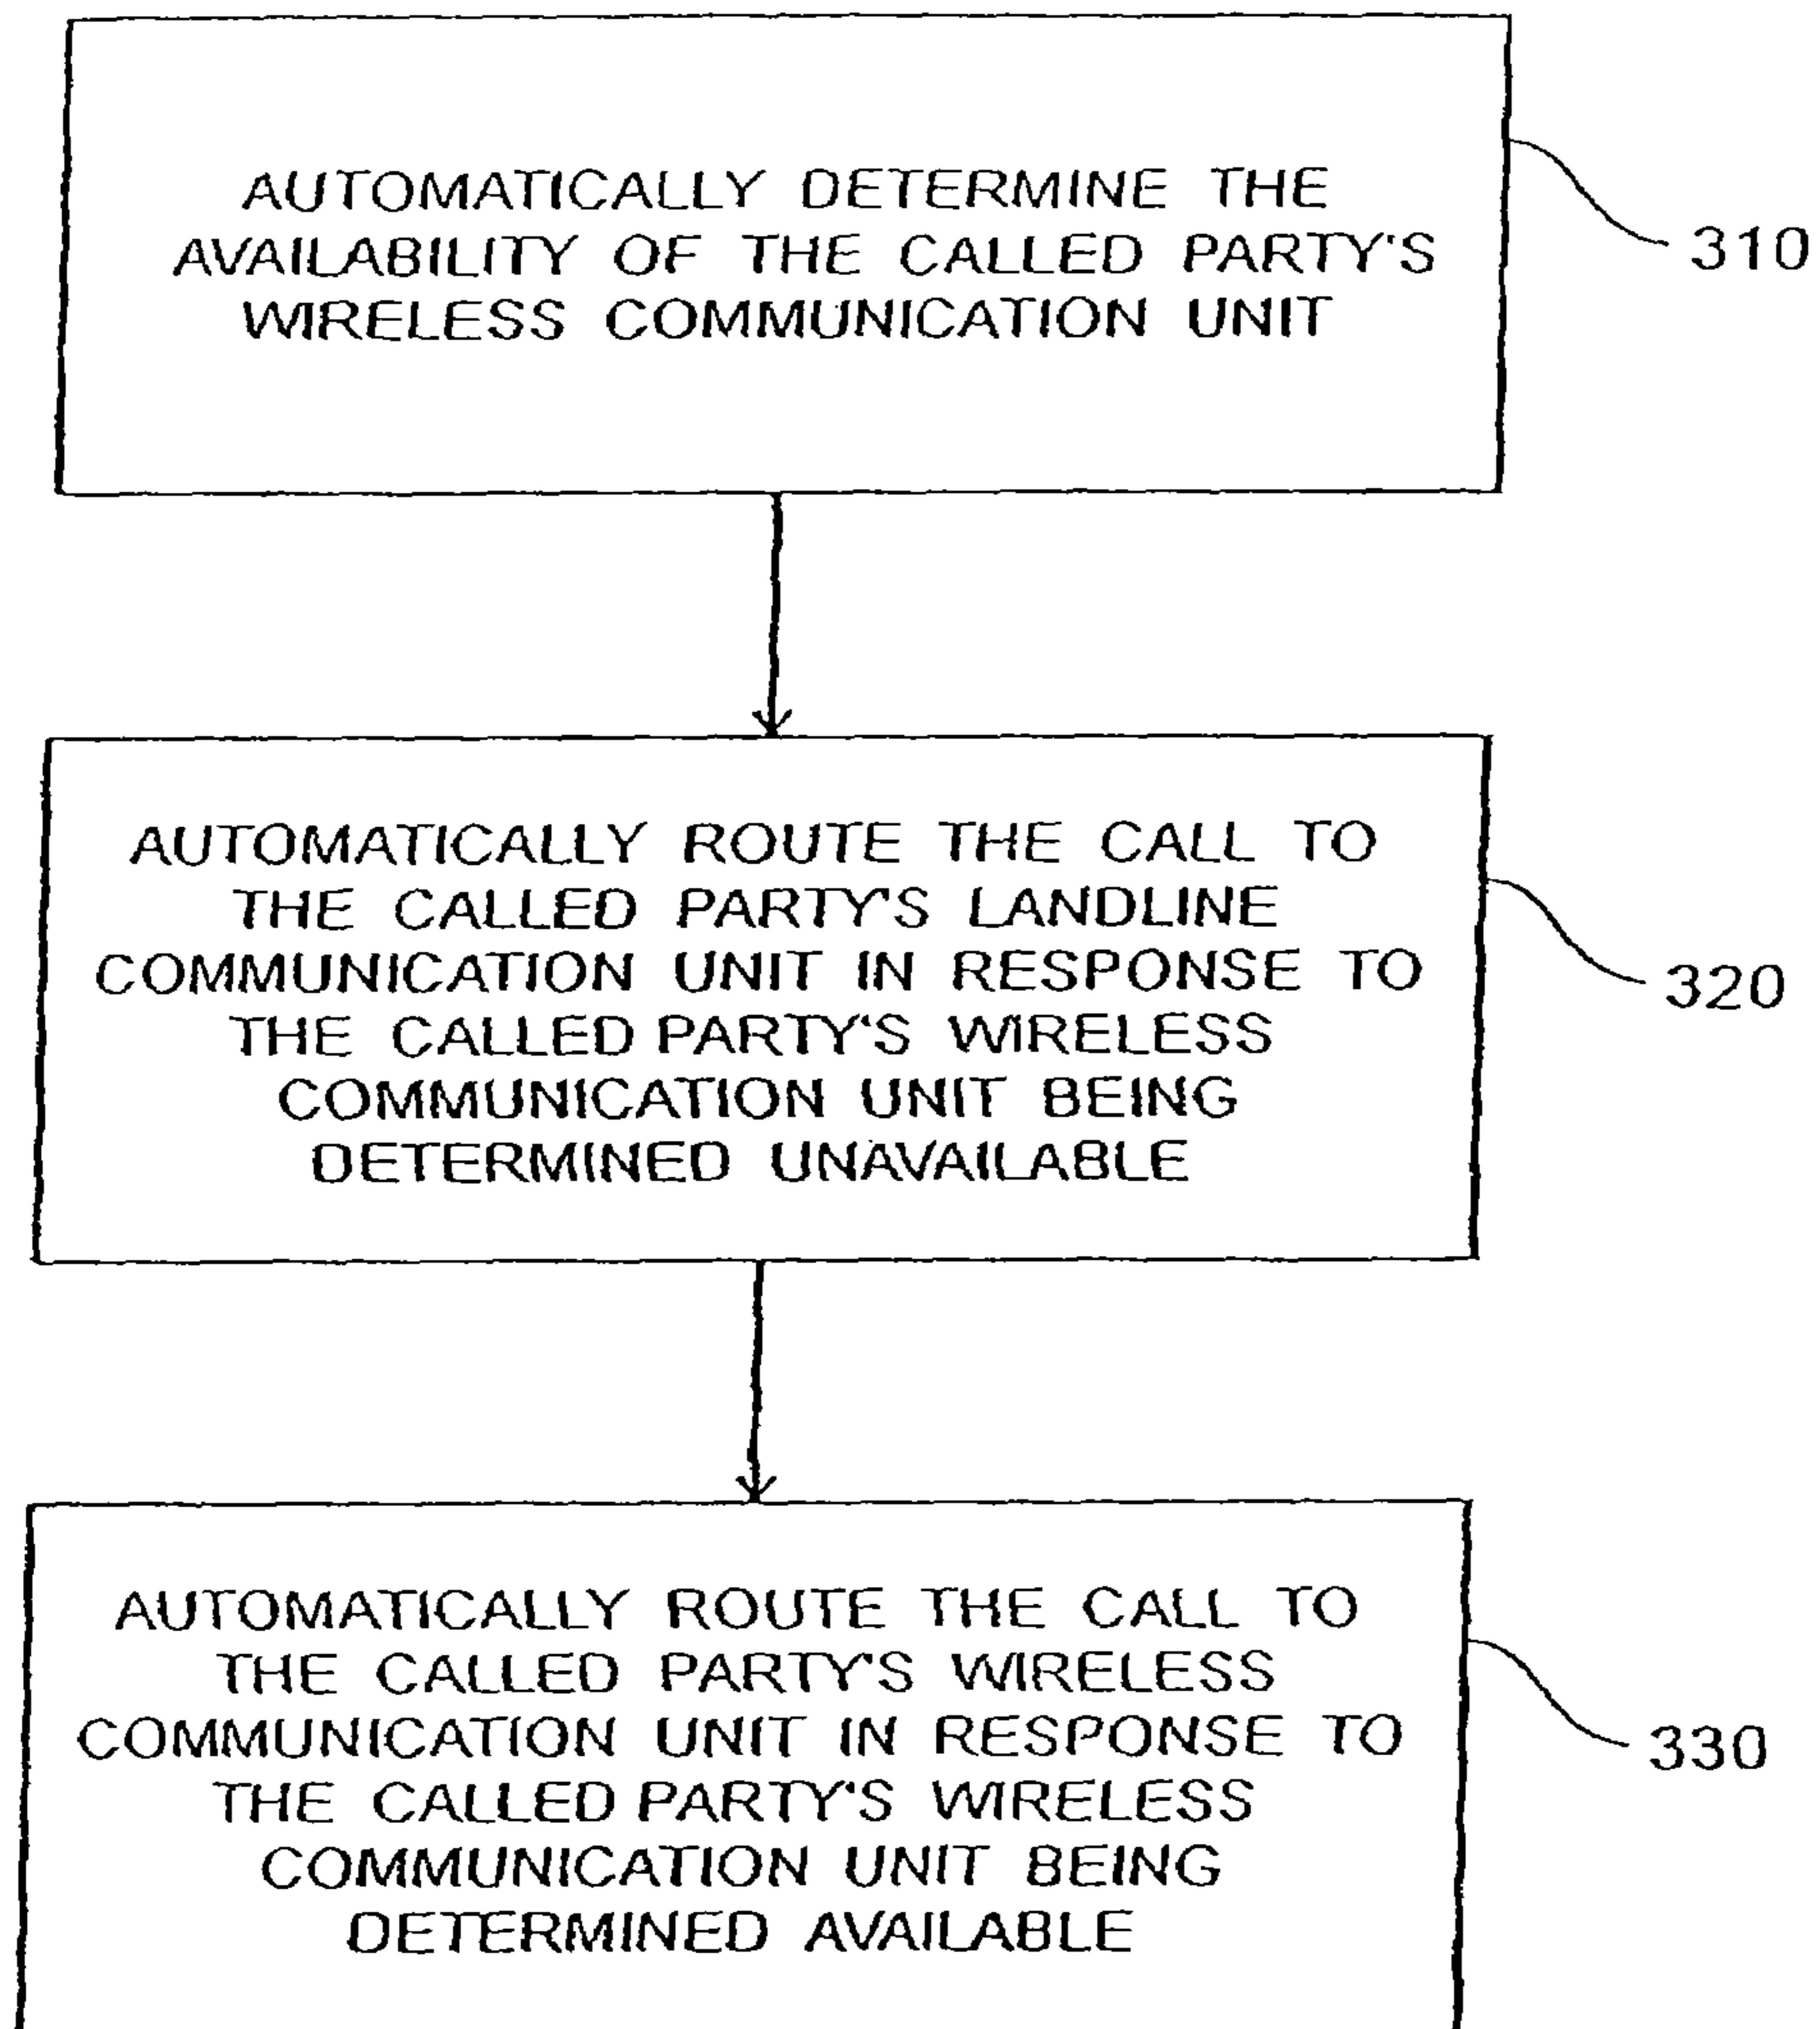 AUTOMATICALLY DETERMINE THE
AVAILABILITY OF THE CALLED PARTY'S
WIRELESS COMMUNICATION UNIT
310
AUTOMATICALLY ROUTE THE CALL TO
THE CALLED PARTY'S LANDLINE
COMMUNICATION UNIT IN RESPONSE TO
THE CALLED PARTY'S WIRELESS
COMMUNICATION UNIT BEING
DETERMINED UNAVAILABLE
320
AUTOMATICALLY ROUTE THE CALL TO
THE CALLED PARTY'S WIRELESS
COMMUNICATION UNIT IN RESPONSE TO
THE CALLED PARTY'S WIRELESS
COMMUNICATION UNIT BEING
DETERMINED AVAILABLE
330